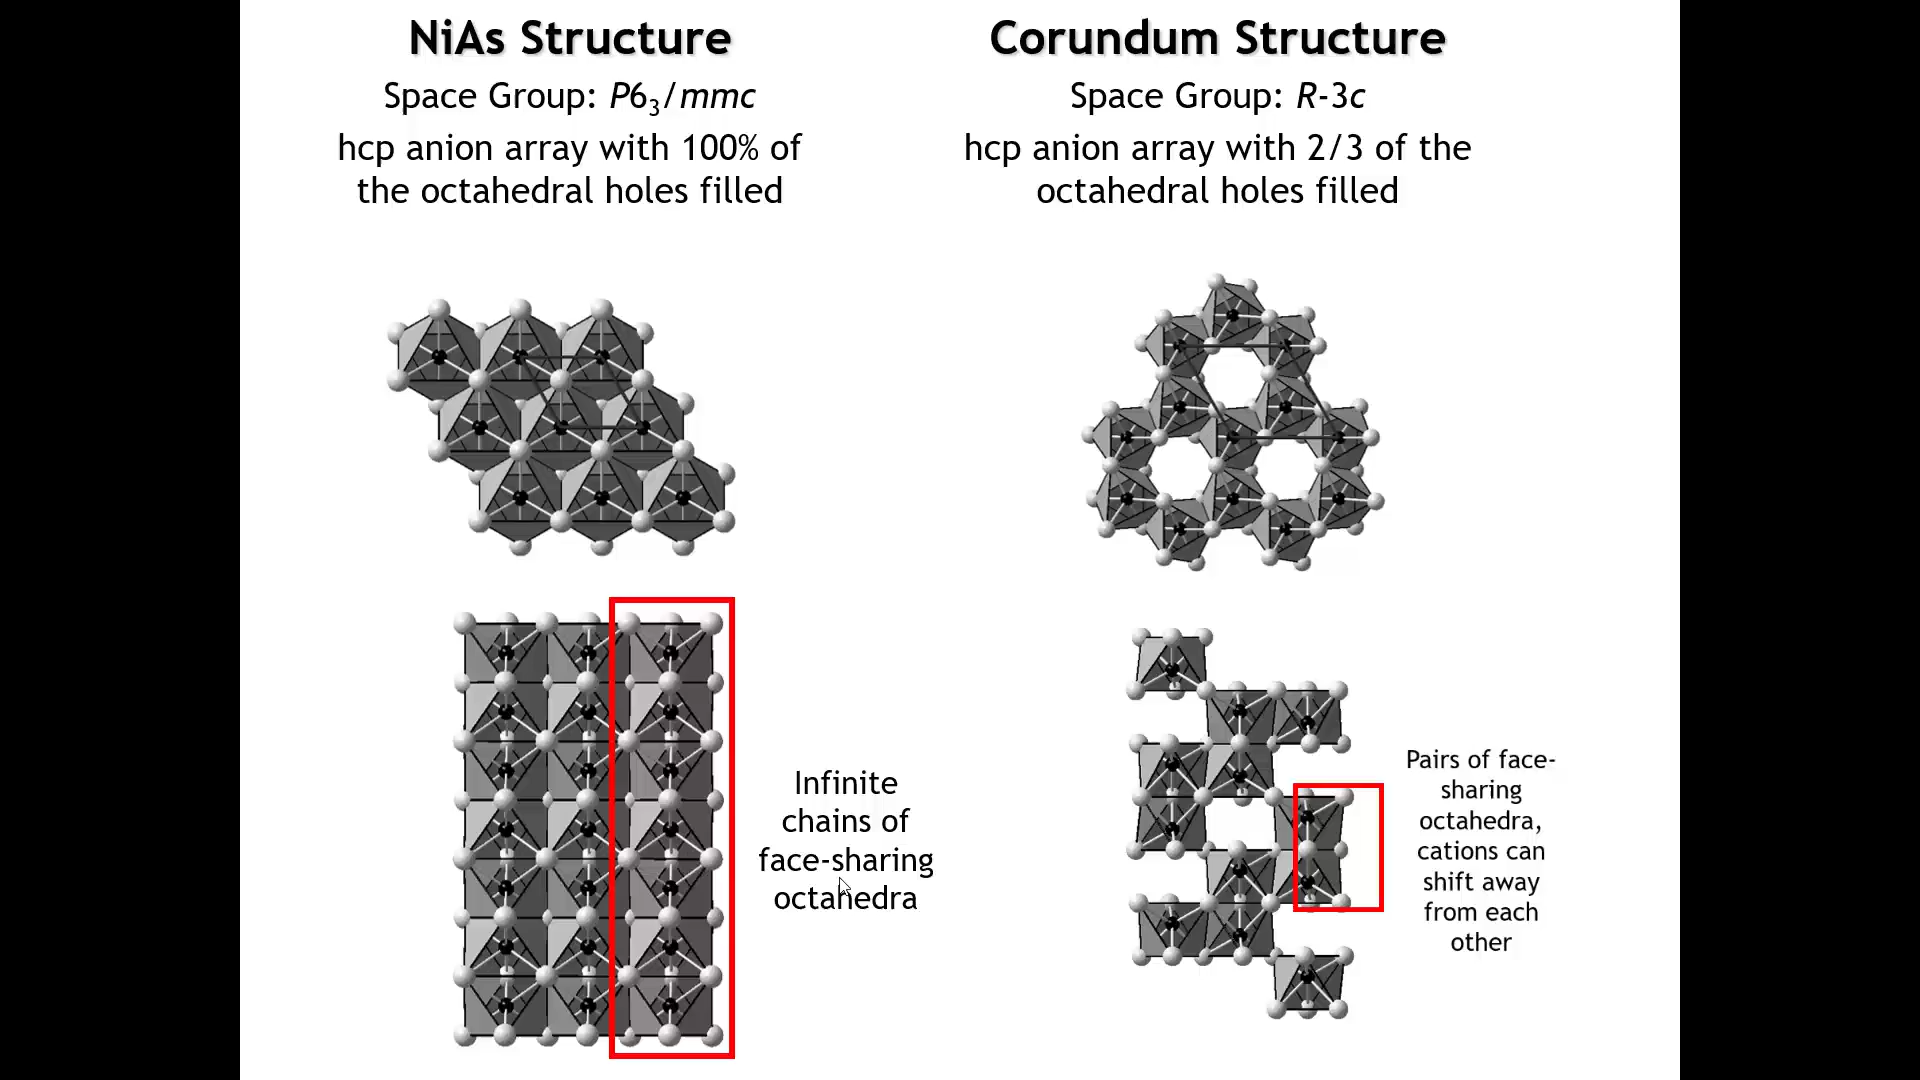 NiAs Structure
Space Group: P6₃/mmc
hcp anion array with 100% of
the octahedral holes filled
Infinite
chains of
face-sharing
octahedra
Corundum Structure
Space Group: R-3c
hcp anion array with 2/3 of the
octahedral holes filled
Pairs of face-
sharing
octahedra,
cations can
shift away
from each
other